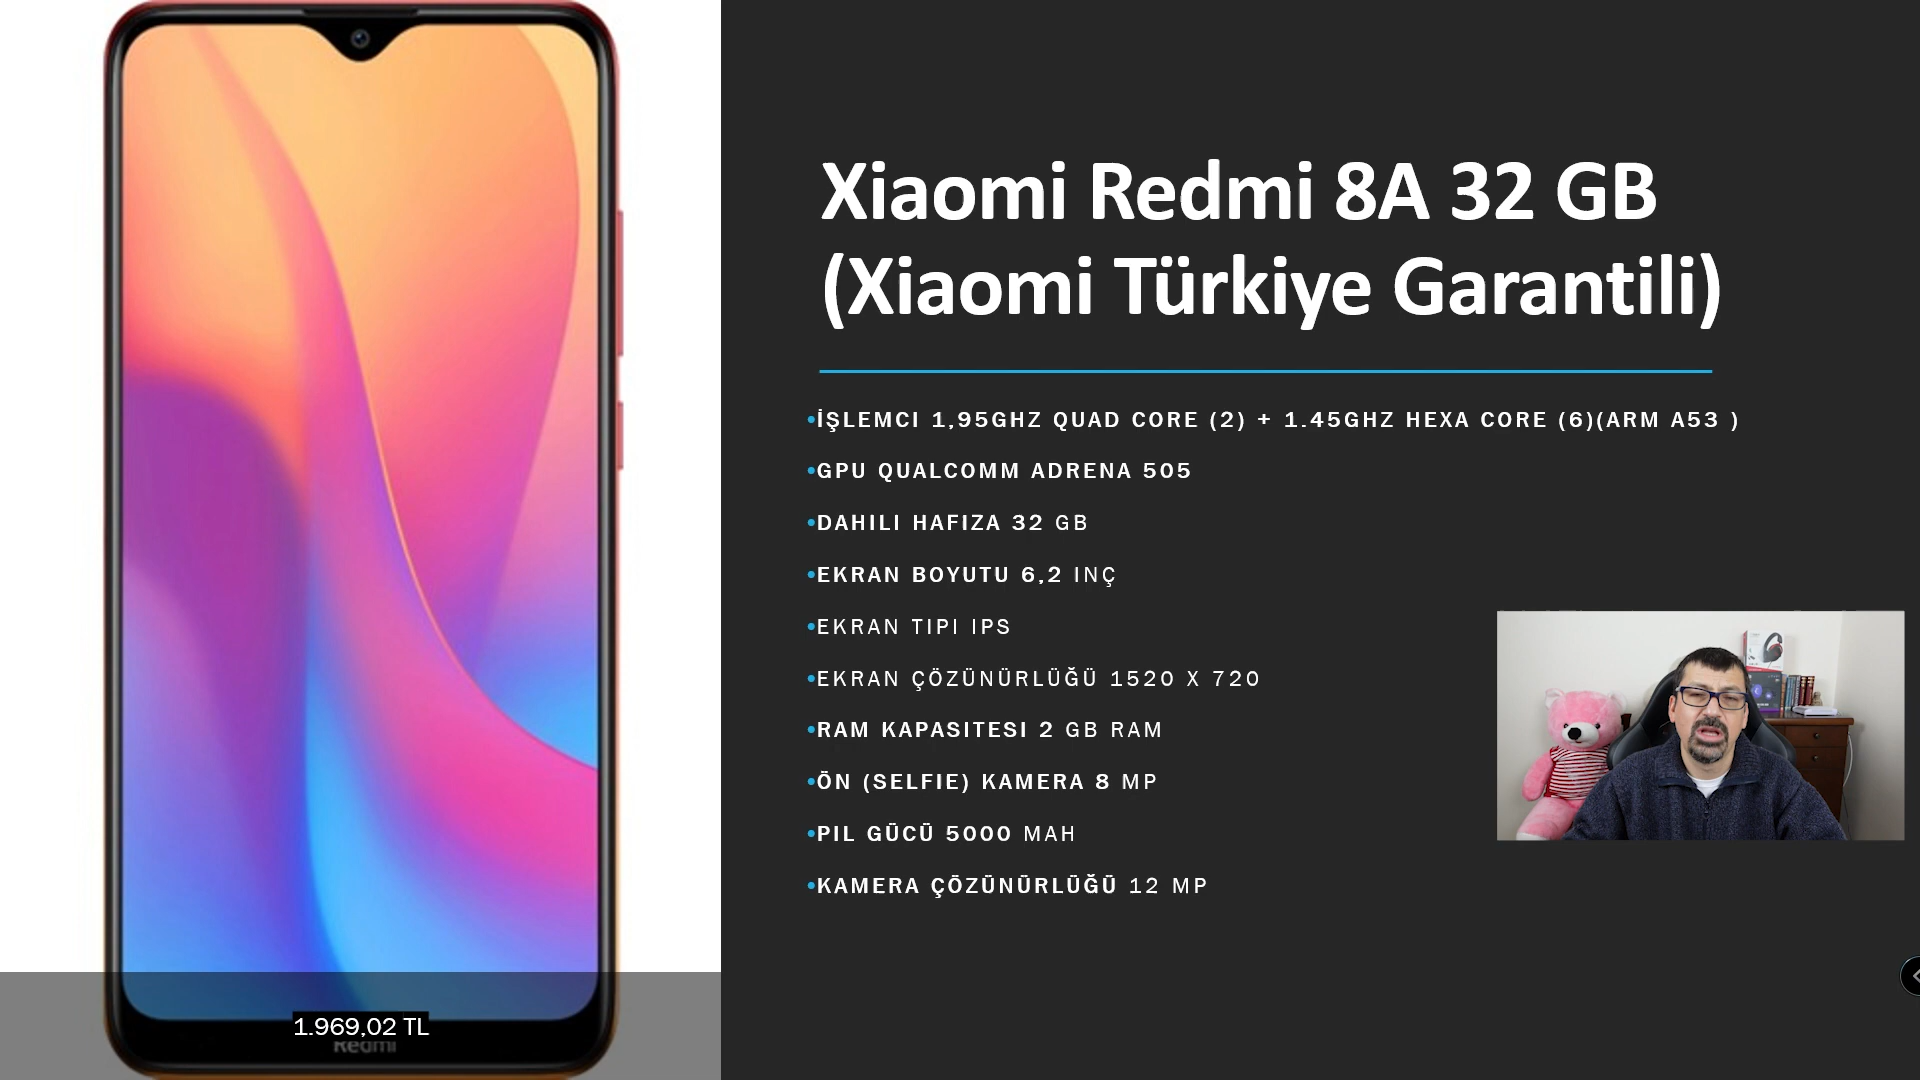 Xiaomi Redmi 8A 32 GB
(Xiaomi Türkiye Garantili)
•İŞLEMCI 1,95GHZ QUAD CORE (2) + 1.45GHZ HEXA CORE (6)(ARM A53 )
•GPU QUALCOMM ADRENA 505
•DAHILI HAFIZA 32 GB
•EKRAN BOYUTU 6,2 INÇ
•EKRAN TIPI IPS
•EKRAN ÇÖZÜNÜRLÜĞÜ 1520 X 720
•RAM KAPASITESI 2 GB RAM
•ÖN (SELFIE) KAMERA 8 MP
•PIL GÜCÜ 5000 MAH
•KAMERA ÇÖZÜNÜRLÜĞÜ 12 MP
1.969,02 TL
Redmi